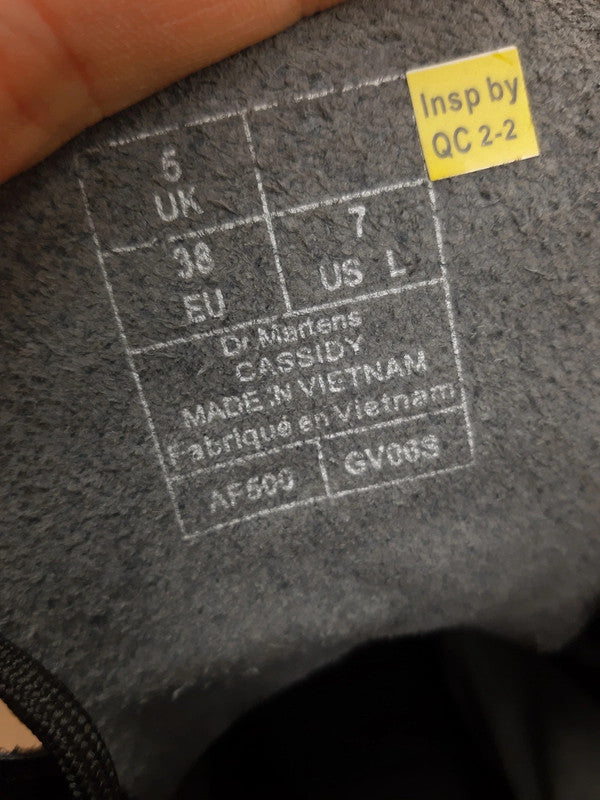 Insp by
QC 2-2
5
UK
38
EU
7
US L
Dr. Martens
CASSIDY
MADE IN VIETNAM
Fabriqué en Vietnam
AF500
GV06S